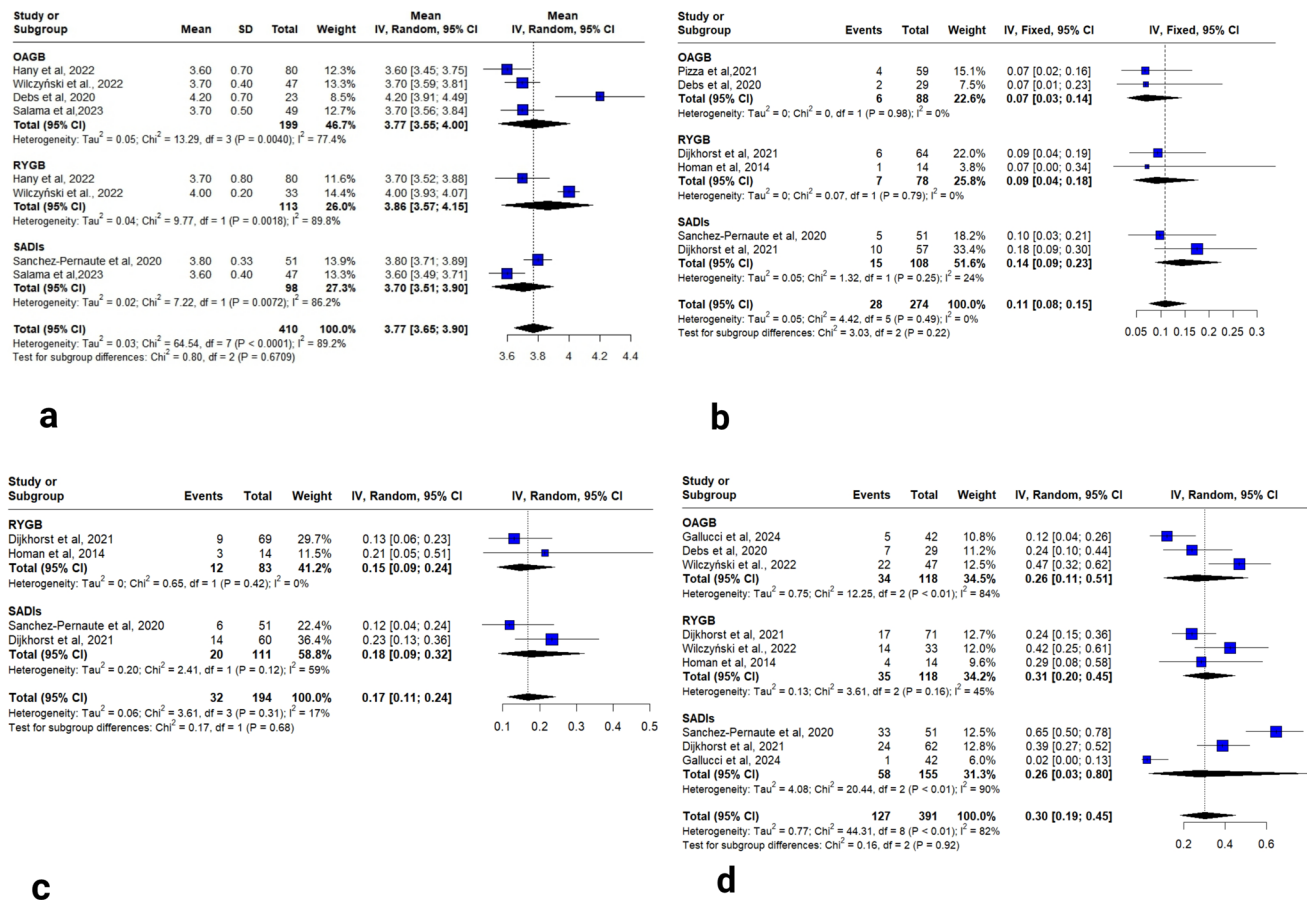 Study or Mean Mean
Subgroup Mean SD Total Weight IV, Random, 95% CI IV, Random, 95% CI
OAGB
Hany et al, 2022 3.60 0.70 80 12.3% 3.60 [3.45; 3.75]
Wilczyński et al., 2022 3.70 0.40 47 13.3% 3.70 [3.59; 3.81]
Debs et al, 2020 4.20 0.70 23 8.5% 4.20 [3.91; 4.49]
Salama et al,2023 3.70 0.50 49 12.7% 3.70 [3.56; 3.84]
Total (95% CI) 199 46.7% 3.77 [3.55; 4.00]
Heterogeneity: Tau² = 0.05; Chi² = 13.29, df = 3 (P = 0.0040); I² = 77.4%
RYGB
Hany et al, 2022 3.70 0.80 80 11.6% 3.70 [3.52; 3.88]
Wilczyński et al., 2022 4.00 0.20 33 14.4% 4.00 [3.93; 4.07]
Total (95% CI) 113 26.0% 3.86 [3.57; 4.15]
Heterogeneity: Tau² = 0.04; Chi² = 9.77, df = 1 (P = 0.0018); I² = 89.8%
SADIs
Sanchez-Pernaute et al, 2020 3.80 0.33 51 13.9% 3.80 [3.71; 3.89]
Salama et al,2023 3.60 0.40 47 13.3% 3.60 [3.49; 3.71]
Total (95% CI) 98 27.3% 3.70 [3.51; 3.90]
Heterogeneity: Tau² = 0.02; Chi² = 7.22, df = 1 (P = 0.0072); I² = 86.2%
Total (95% CI) 410 100.0% 3.77 [3.65; 3.90]
Heterogeneity: Tau² = 0.03; Chi² = 64.54, df = 7 (P < 0.0001); I² = 89.2%
Test for subgroup differences: Chi² = 0.80, df = 2 (P = 0.6709)
3.6 3.8 4 4.2 4.4
a
Study or
Subgroup Events Total Weight IV, Fixed, 95% CI IV, Fixed, 95% CI
OAGB
Pizza et al,2021 4 59 15.1% 0.07 [0.02; 0.16]
Debs et al. 2020 2 29 7.5% 0.07 [0.01; 0.23]
Total (95% CI) 6 88 22.6% 0.07 [0.03; 0.14]
Heterogeneity: Tau² = 0; Chi² = 0, df = 1 (P = 0.98); I² = 0%
RYGB
Dijkhorst et al, 2021 6 64 22.0% 0.09 [0.04; 0.19]
Homan et al, 2014 1 14 3.8% 0.07 [0.00; 0.34]
Total (95% CI) 7 78 25.8% 0.09 [0.04; 0.18]
Heterogeneity: Tau² = 0; Chi² = 0.07, df = 1 (P = 0.79); I² = 0%
SADIs
Sanchez-Pernaute et al, 2020 5 51 18.2% 0.10 [0.03; 0.21]
Dijkhorst et al, 2021 10 57 33.4% 0.18 [0.09; 0.30]
Total (95% CI) 15 108 51.6% 0.14 [0.09; 0.23]
Heterogeneity: Tau² = 0.05; Chi² = 1.32, df = 1 (P = 0.25); I² = 24%
Total (95% CI) 28 274 100.0% 0.11 [0.08; 0.15]
Heterogeneity: Tau² = 0.05; Chi² = 4.42, df = 5 (P = 0.49); I² = 0%
Test for subgroup differences: Chi² = 3.03, df = 2 (P = 0.22)
0.05 0.1 0.15 0.2 0.25 0.3
b
Study or
Subgroup Events Total Weight IV, Random, 95% CI IV, Random, 95% CI
RYGB
Dijkhorst et al, 2021 9 69 29.7% 0.13 [0.06; 0.23]
Homan et al, 2014 3 14 11.5% 0.21 [0.05; 0.51]
Total (95% CI) 12 83 41.2% 0.15 [0.09; 0.24]
Heterogeneity: Tau² = 0; Chi² = 0.65, df = 1 (P = 0.42); I² = 0%
SADIs
Sanchez-Pernaute et al, 2020 6 51 22.4% 0.12 [0.04; 0.24]
Dijkhorst et al, 2021 14 60 36.4% 0.23 [0.13; 0.36]
Total (95% CI) 20 111 58.8% 0.18 [0.09; 0.32]
Heterogeneity: Tau² = 0.20; Chi² = 2.41, df = 1 (P = 0.12); I² = 59%
Total (95% CI) 32 194 100.0% 0.17 [0.11; 0.24]
Heterogeneity: Tau² = 0.06; Chi² = 3.61, df = 3 (P = 0.31); I² = 17%
Test for subgroup differences: Chi² = 0.17, df = 1 (P = 0.68)
0.1 0.2 0.3 0.4 0.5
c
Study or
Subgroup Events Total Weight IV, Random, 95% CI IV, Random, 95% CI
OAGB
Gallucci et al, 2024 5 42 10.8% 0.12 [0.04; 0.26]
Debs et al. 2020 7 29 11.2% 0.24 [0.10; 0.44]
Wilczyński et al., 2022 22 47 12.5% 0.47 [0.32; 0.62]
Total (95% CI) 34 118 34.5% 0.26 [0.11; 0.51]
Heterogeneity: Tau² = 0.75; Chi² = 12.25, df = 2 (P < 0.01); I² = 84%
RYGB
Dijkhorst et al, 2021 17 71 12.7% 0.24 [0.15; 0.36]
Wilczyński et al., 2022 14 33 12.0% 0.42 [0.25; 0.61]
Homan et al, 2014 4 14 9.6% 0.29 [0.08; 0.58]
Total (95% CI) 35 118 34.2% 0.31 [0.20; 0.45]
Heterogeneity: Tau² = 0.13; Chi² = 3.61, df = 2 (P = 0.16); I² = 45%
SADIs
Sanchez-Pernaute et al, 2020 33 51 12.5% 0.65 [0.50; 0.78]
Dijkhorst et al, 2021 24 62 12.8% 0.39 [0.27; 0.52]
Gallucci et al, 2024 1 42 6.0% 0.02 [0.00; 0.13]
Total (95% CI) 58 155 31.3% 0.26 [0.03; 0.80]
Heterogeneity: Tau² = 4.08; Chi² = 20.44, df = 2 (P < 0.01); I² = 90%
Total (95% CI) 127 391 100.0% 0.30 [0.19; 0.45]
Heterogeneity: Tau² = 0.77; Chi² = 44.31, df = 8 (P < 0.01); I² = 82%
Test for subgroup differences: Chi² = 0.16, df = 2 (P = 0.92)
0.2 0.4 0.6
d